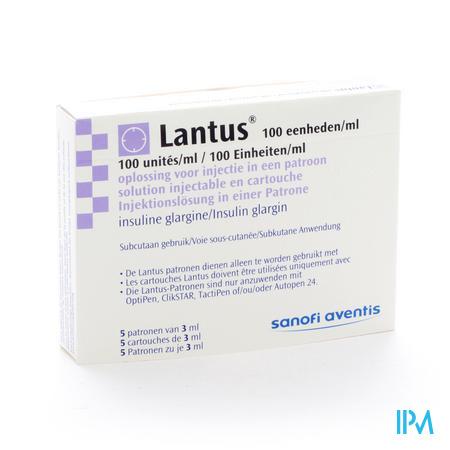 Lantus® 100 eenheden/ml
100 unités/ml / 100 Einheiten/ml
oplossing voor injectie in een patroon
solution injectable en cartouche
Injektionslösung in einer Patrone
insuline glargine/Insulin glargin
Subcutaan gebruik/Voie sous-cutanée/Subkutane Anwendung
• De Lantus patronen dienen alleen te worden gebruikt met
• Les cartouches Lantus doivent être utilisées uniquement avec
• Die Lantus-Patronen sind nur anzuwenden mit
OptiPen, ClikSTAR, TactiPen of/ou/oder Autopen 24.
5 patronen van 3 ml
5 cartouches de 3 ml
5 Patronen zu je 3 ml
sanofi aventis
IPM